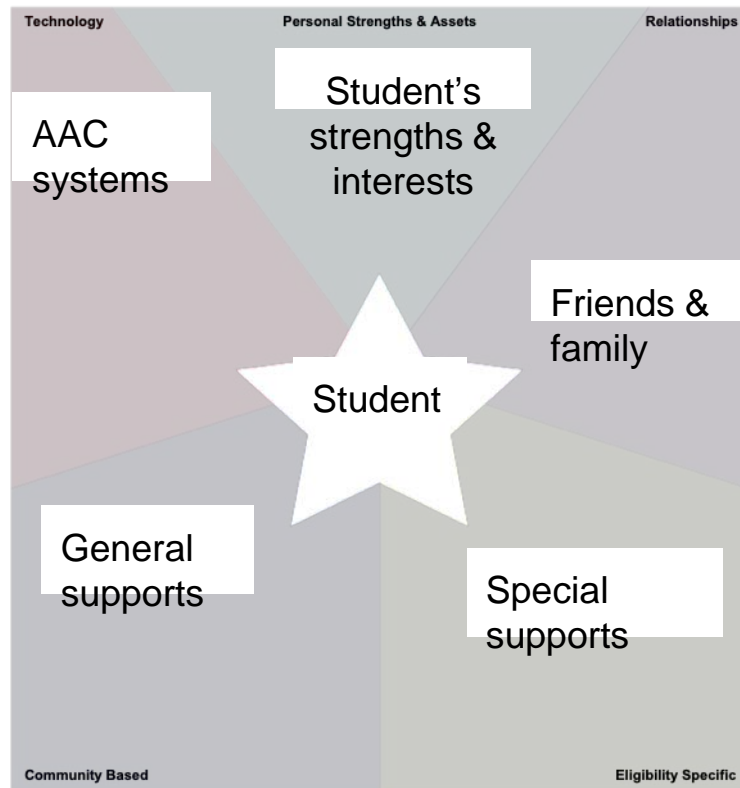 Technology
Personal Strengths & Assets
Relationships
Student’s
strengths &
interests
AAC
systems
Friends &
family
Student
General
supports
Special
supports
Community Based
Eligibility Specific